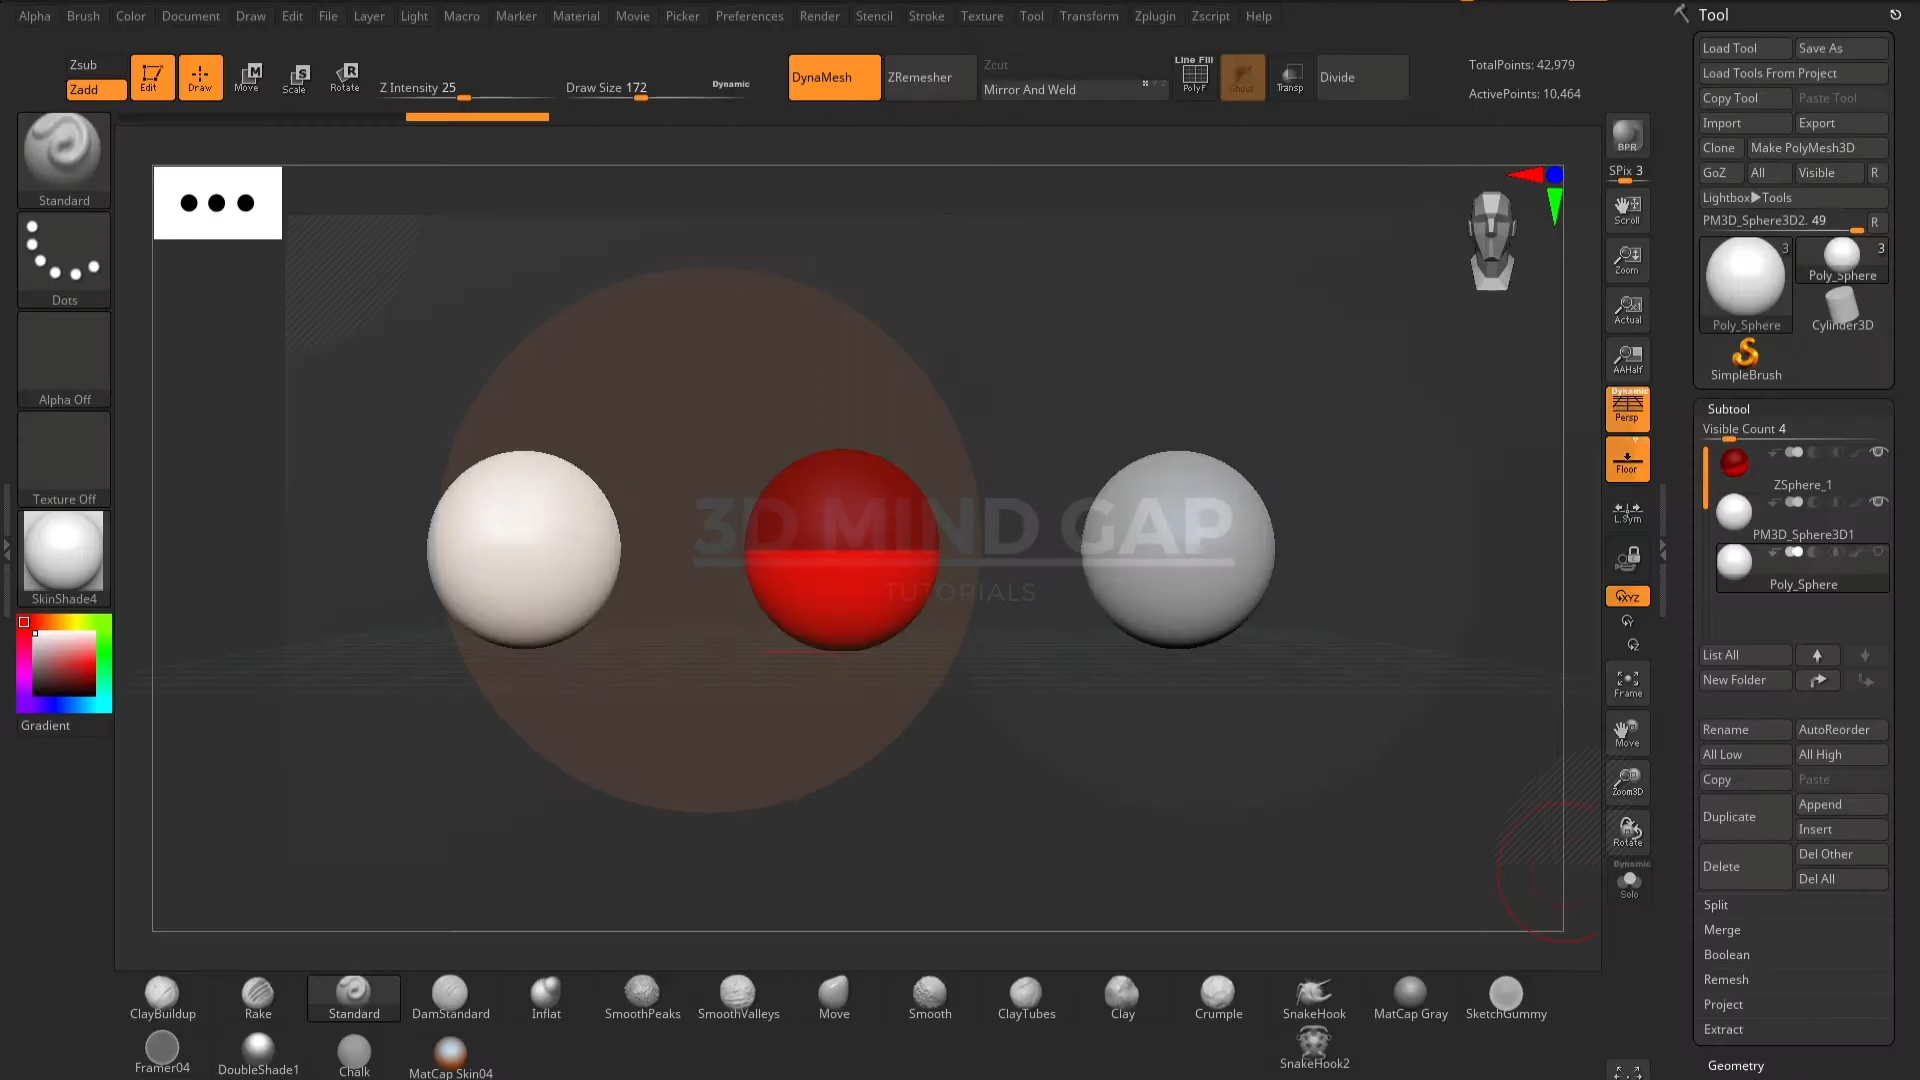 Alpha Brush Color Document Draw Edit File Layer Light Macro Marker Material Movie Picker Preferences Render Stencil Stroke Texture Tool Transform Zplugin Zscript Help
Tool
Load Tool Save As
Load Tools From Project
Copy Tool Paste Tool
Import Export
Clone Make PolyMesh3D
GoZ All Visible R
Lightbox▶Tools
PM3D_Sphere3D2. 49 R
3 3
Poly_Sphere
Poly_Sphere Cylinder3D
SimpleBrush
Zsub
Zadd
Edit Draw Move Scale Rotate
M S R
Z Intensity 25
Draw Size 172
Dynamic
DynaMesh ZRemesher
Zcut
Mirror And Weld
Line Fill
PolyF
Ghost
Transp
Divide
TotalPoints: 42,979
ActivePoints: 10,464
Standard
Dots
Alpha Off
Texture Off
SkinShade4
Gradient
3D MIND GAP
TUTORIALS
BPR
SPix 3
Scroll
Zoom
Actual
AAHalf
Dynamic
Persp
Floor
L.Sym
XYZ
Y
Z
Frame
Move
Zoom3D
Rotate
Dynamic
Solo
Subtool
Visible Count 4
ZSphere_1
PM3D_Sphere3D1
Poly_Sphere
List All
New Folder
Rename AutoReorder
All Low All High
Copy Paste
Duplicate Append
Insert
Delete Del Other
Del All
Split
Merge
Boolean
Remesh
Project
Extract
Geometry
ClayBuildup Rake Standard DamStandard Inflat SmoothPeaks SmoothValleys Move Smooth ClayTubes Clay Crumple SnakeHook MatCap Gray SketchGummy
Framer04 DoubleShade1 Chalk MatCap Skin04 SnakeHook2